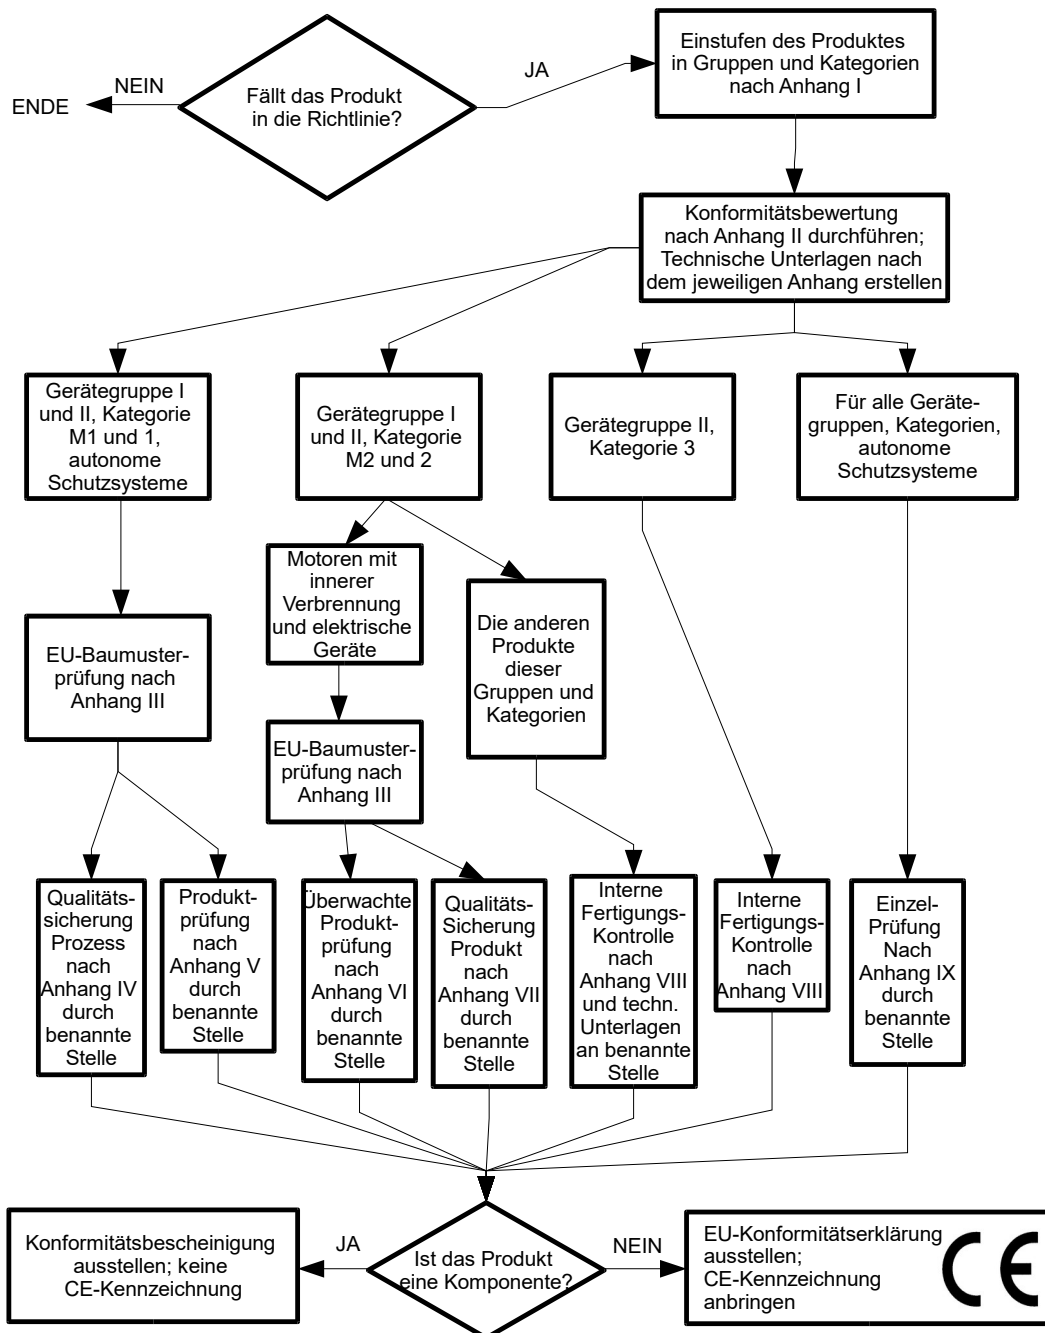 Fällt das Produkt
in die Richtlinie?
NEIN
ENDE
JA
Einstufen des Produktes
in Gruppen und Kategorien
nach Anhang I
Konformitätsbewertung
nach Anhang II durchführen;
Technische Unterlagen nach
dem jeweiligen Anhang erstellen
Gerätegruppe I
und II, Kategorie
M1 und 1,
autonome
Schutzsysteme
Gerätegruppe I
und II, Kategorie
M2 und 2
Gerätegruppe II,
Kategorie 3
Für alle Geräte-
gruppen, Kategorien,
autonome
Schutzsysteme
Motoren mit
innerer
Verbrennung
und elektrische
Geräte
Die anderen
Produkte
dieser
Gruppen und
Kategorien
EU-Baumuster-
prüfung nach
Anhang III
EU-Baumuster-
prüfung nach
Anhang III
Qualitäts-
sicherung
Prozess
nach
Anhang IV
durch
benannte
Stelle
Produkt-
prüfung
nach
Anhang V
durch
benannte
Stelle
Überwachte
Produkt-
prüfung
nach
Anhang VI
durch
benannte
Stelle
Qualitäts-
Sicherung
Produkt
nach
Anhang VII
durch
benannte
Stelle
Interne
Fertigungs-
Kontrolle
nach
Anhang VIII
und techn.
Unterlagen
an benannte
Stelle
Interne
Fertigungs-
Kontrolle
nach
Anhang VIII
Einzel-
Prüfung
Nach
Anhang IX
durch
benannte
Stelle
Ist das Produkt
eine Komponente?
JA
Konformitätsbescheinigung
ausstellen; keine
CE-Kennzeichnung
NEIN
EU-Konformitätserklärung
ausstellen;
CE-Kennzeichnung
anbringen
CE